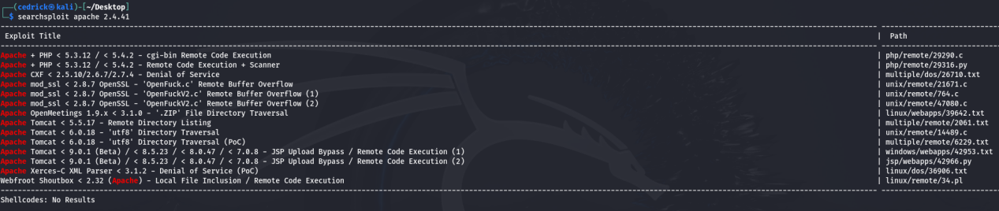 ┌──(cedrick㉿kali)-[~/Desktop]
└─$ searchsploit apache 2.4.41
Exploit Title | Path
Apache + PHP < 5.3.12 / < 5.4.2 - cgi-bin Remote Code Execution | php/remote/29290.c
Apache + PHP < 5.3.12 / < 5.4.2 - Remote Code Execution + Scanner | php/remote/29316.py
Apache CXF < 2.5.10/2.6.7/2.7.4 - Denial of Service | multiple/dos/26710.txt
Apache mod_ssl < 2.8.7 OpenSSL - 'OpenFuck.c' Remote Buffer Overflow | unix/remote/21671.c
Apache mod_ssl < 2.8.7 OpenSSL - 'OpenFuckV2.c' Remote Buffer Overflow (1) | unix/remote/764.c
Apache mod_ssl < 2.8.7 OpenSSL - 'OpenFuckV2.c' Remote Buffer Overflow (2) | unix/remote/47080.c
Apache OpenMeetings 1.9.x < 3.1.0 - '.ZIP' File Directory Traversal | linux/webapps/39642.txt
Apache Tomcat < 5.5.17 - Remote Directory Listing | multiple/remote/2061.txt
Apache Tomcat < 6.0.18 - 'utf8' Directory Traversal | unix/remote/14489.c
Apache Tomcat < 6.0.18 - 'utf8' Directory Traversal (PoC) | multiple/remote/6229.txt
Apache Tomcat < 9.0.1 (Beta) / < 8.5.23 / < 8.0.47 / < 7.0.8 - JSP Upload Bypass / Remote Code Execution (1) | windows/webapps/42953.txt
Apache Tomcat < 9.0.1 (Beta) / < 8.5.23 / < 8.0.47 / < 7.0.8 - JSP Upload Bypass / Remote Code Execution (2) | jsp/webapps/42966.py
Apache Xerces-C XML Parser < 3.1.2 - Denial of Service (PoC) | linux/dos/36906.txt
Webfroot Shoutbox < 2.32 (Apache) - Local File Inclusion / Remote Code Execution | linux/remote/34.pl
Shellcodes: No Results